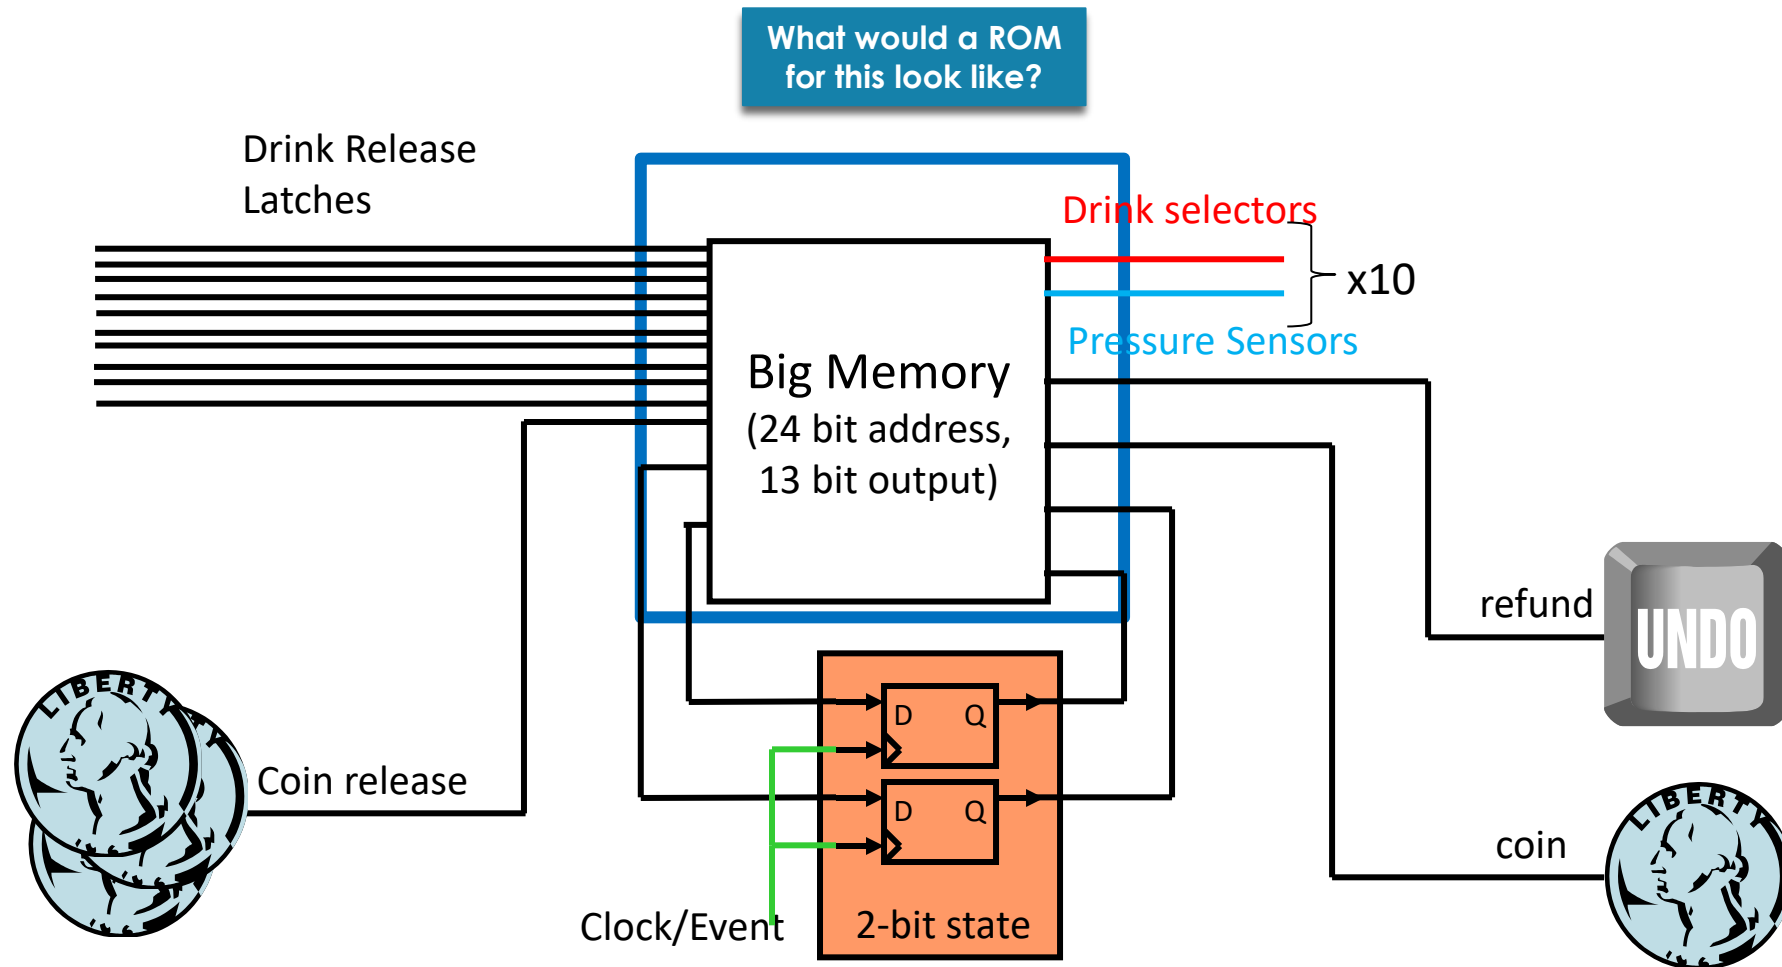 What would a ROM
for this look like?
Drink Release
Latches
Drink selectors
x10
Pressure Sensors
Big Memory
(24 bit address,
13 bit output)
refund
UNDO
D Q
D Q
LIBERTY
LIBERTY
Coin release
coin
LIBERTY
Clock/Event
2-bit state